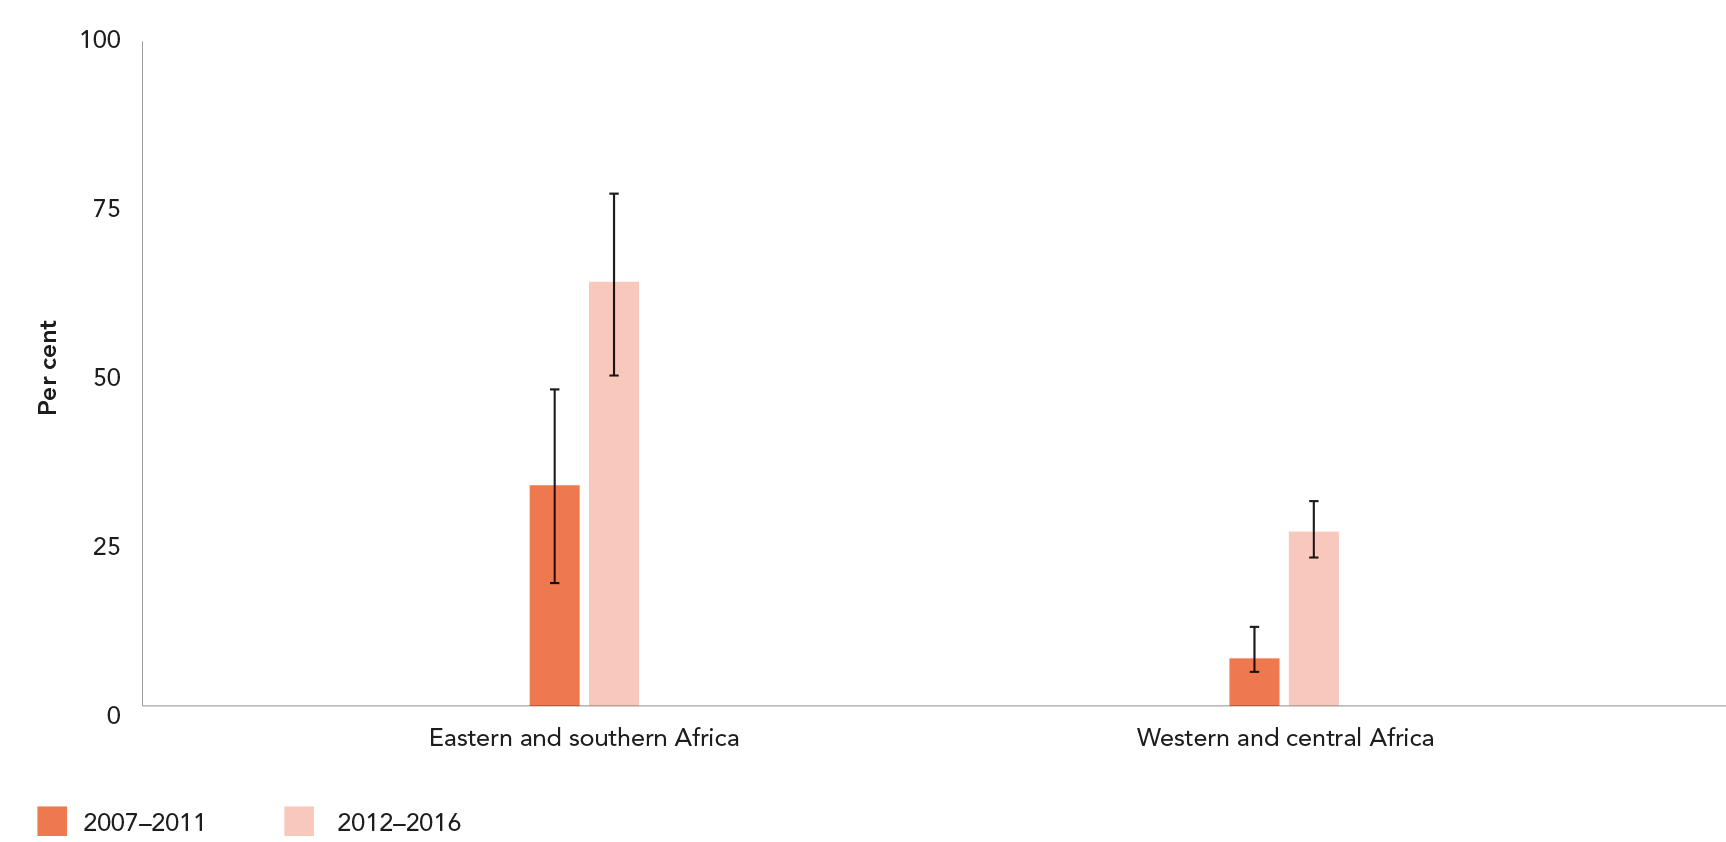 100
75
50
25
0
Per cent
Eastern and southern Africa
Western and central Africa
2007–2011
2012–2016